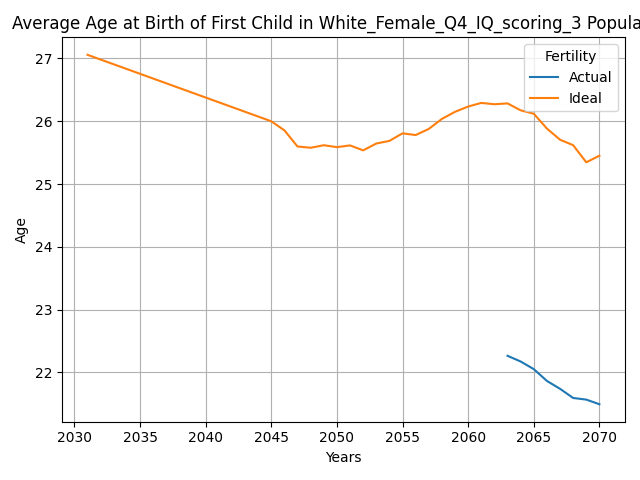 Average Age at Birth of First Child in White_Female_Q4_IQ_scoring_3 Popula
27
26
25
24
23
22
Age
Fertility
Actual
Ideal
2030 2035 2040 2045 2050 2055 2060 2065 2070
Years